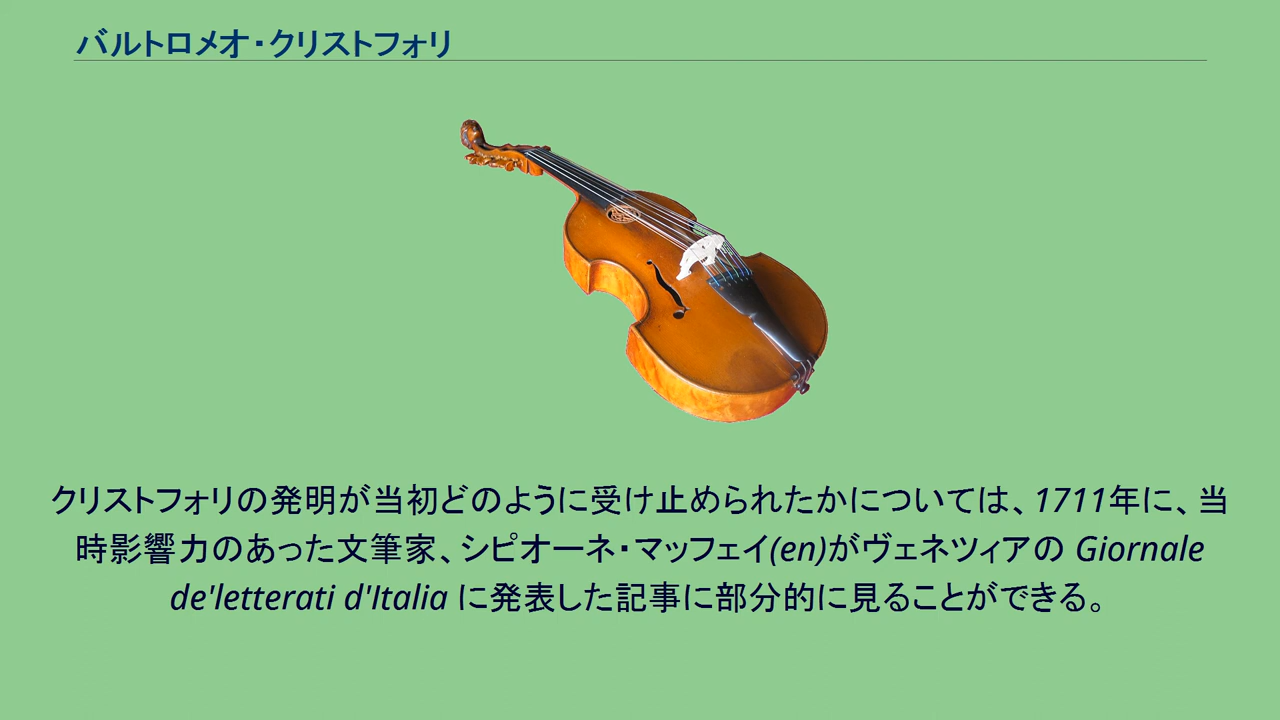 バルトロメオ・クリストフォリ
クリストフォリの発明が当初どのように受け止められたかについては、1711年に、当
時影響力のあった文筆家、シピオーネ・マッフェイ(en)がヴェネツィアの Giornale
de'letterati d'Italia に発表した記事に部分的に見ることができる。